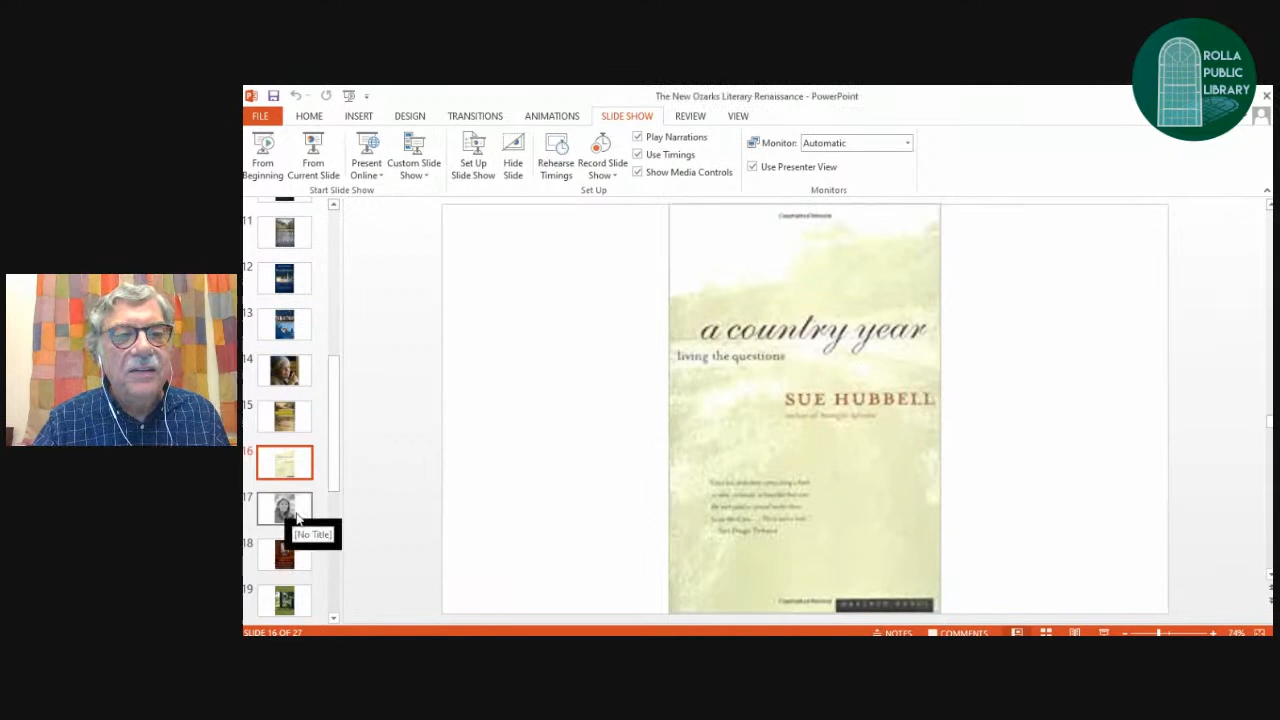 ROLLA
PUBLIC
LIBRARY
The New Ozarks Literary Renaissance - PowerPoint
FILE HOME INSERT DESIGN TRANSITIONS ANIMATIONS SLIDE SHOW REVIEW VIEW
From Beginning
From Current Slide
Present Online
Custom Slide Show
Set Up Slide Show
Hide Slide
Rehearse Timings
Record Slide Show
Play Narrations
Use Timings
Show Media Controls
Monitor: Automatic
Use Presenter View
Start Slide Show
Set Up
Monitors
11
12
13
14
15
16
17
[No Title]
18
19
a country year
living the questions
SUE HUBBELL
SLIDE 16 OF 27
NOTES
COMMENTS
74%